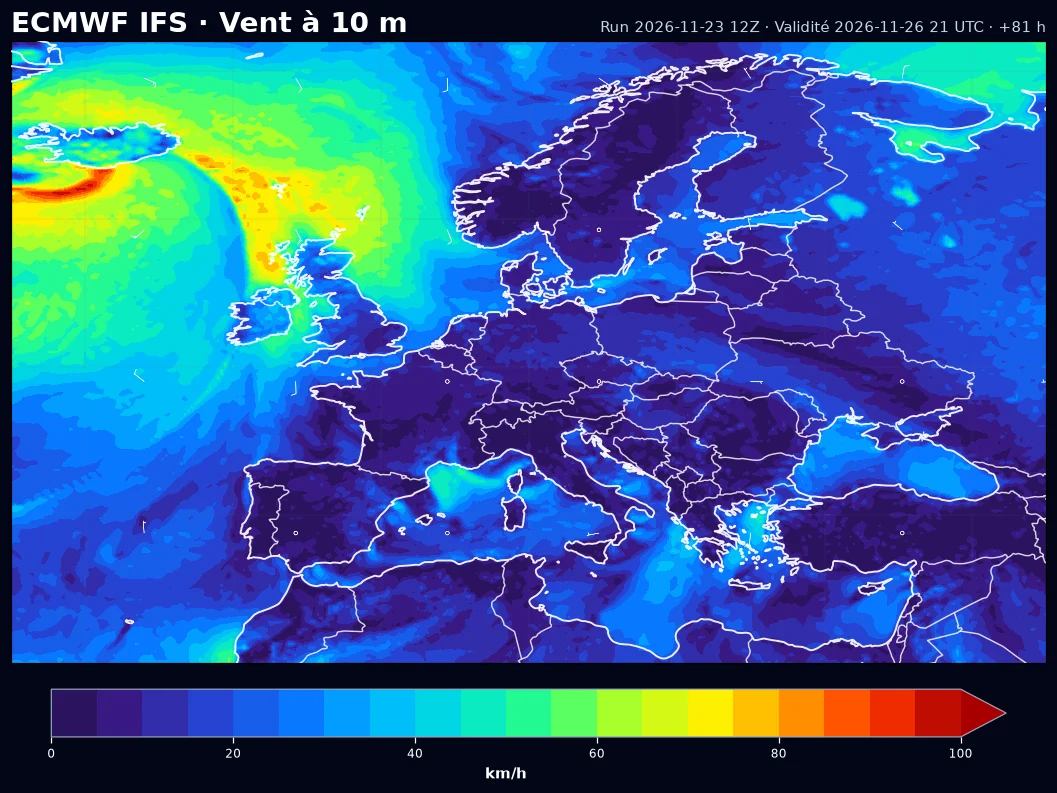 ECMWF IFS · Vent à 10 m
Run 2026-11-23 12Z · Validité 2026-11-26 21 UTC · +81 h
0 20 40 60 80 100
km/h